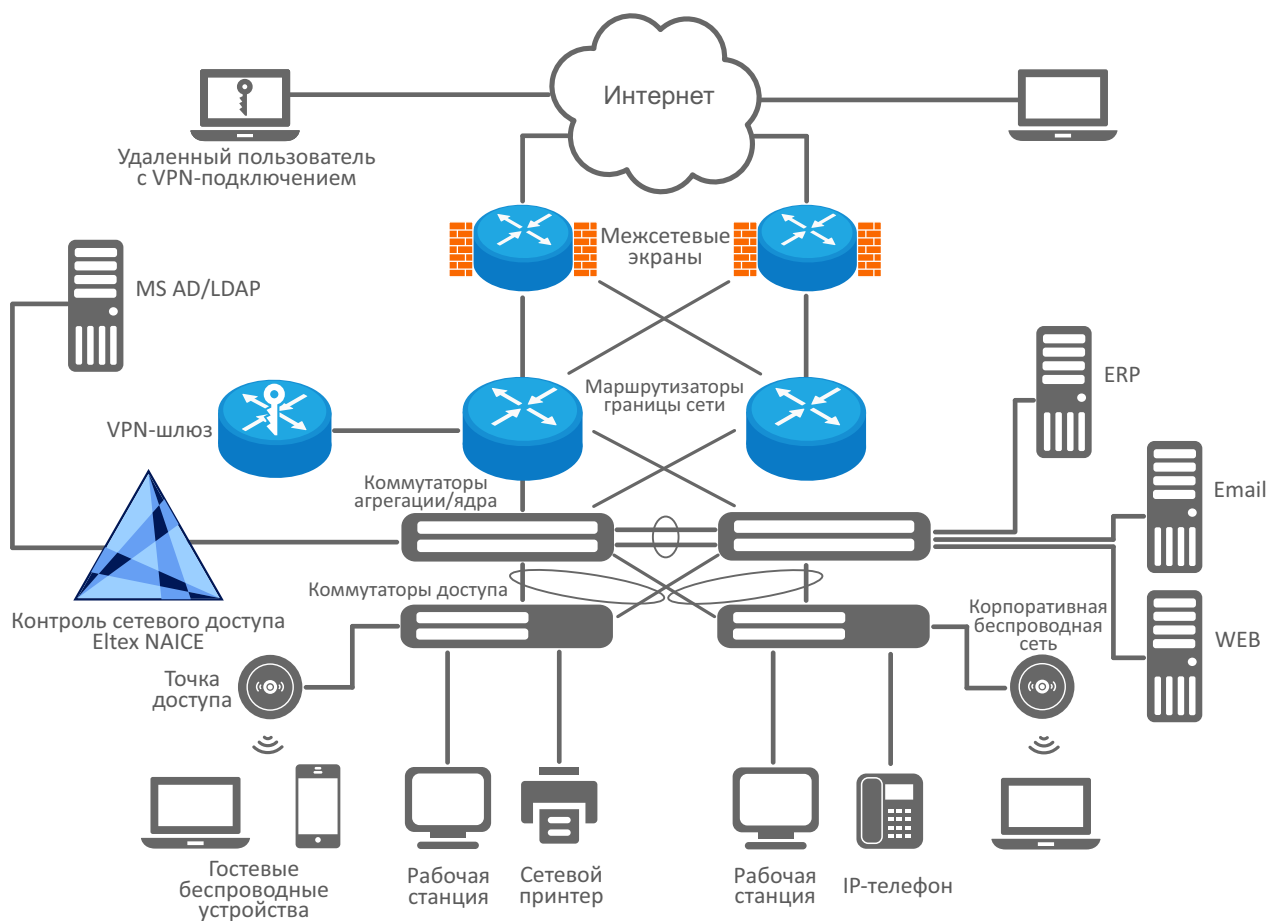 Интернет
Удаленный пользователь
с VPN-подключением
Межсетевые
экраны
MS AD/LDAP
Маршрутизаторы
границы сети
ERP
VPN-шлюз
Коммутаторы
агрегации/ядра
Email
Коммутаторы доступа
Контроль сетевого доступа
Eltex NAICE
Корпоративная
беспроводная
сеть
WEB
Точка
доступа
Гостевые
беспроводные
устройства
Рабочая
станция
Сетевой
принтер
Рабочая
станция
IP-телефон